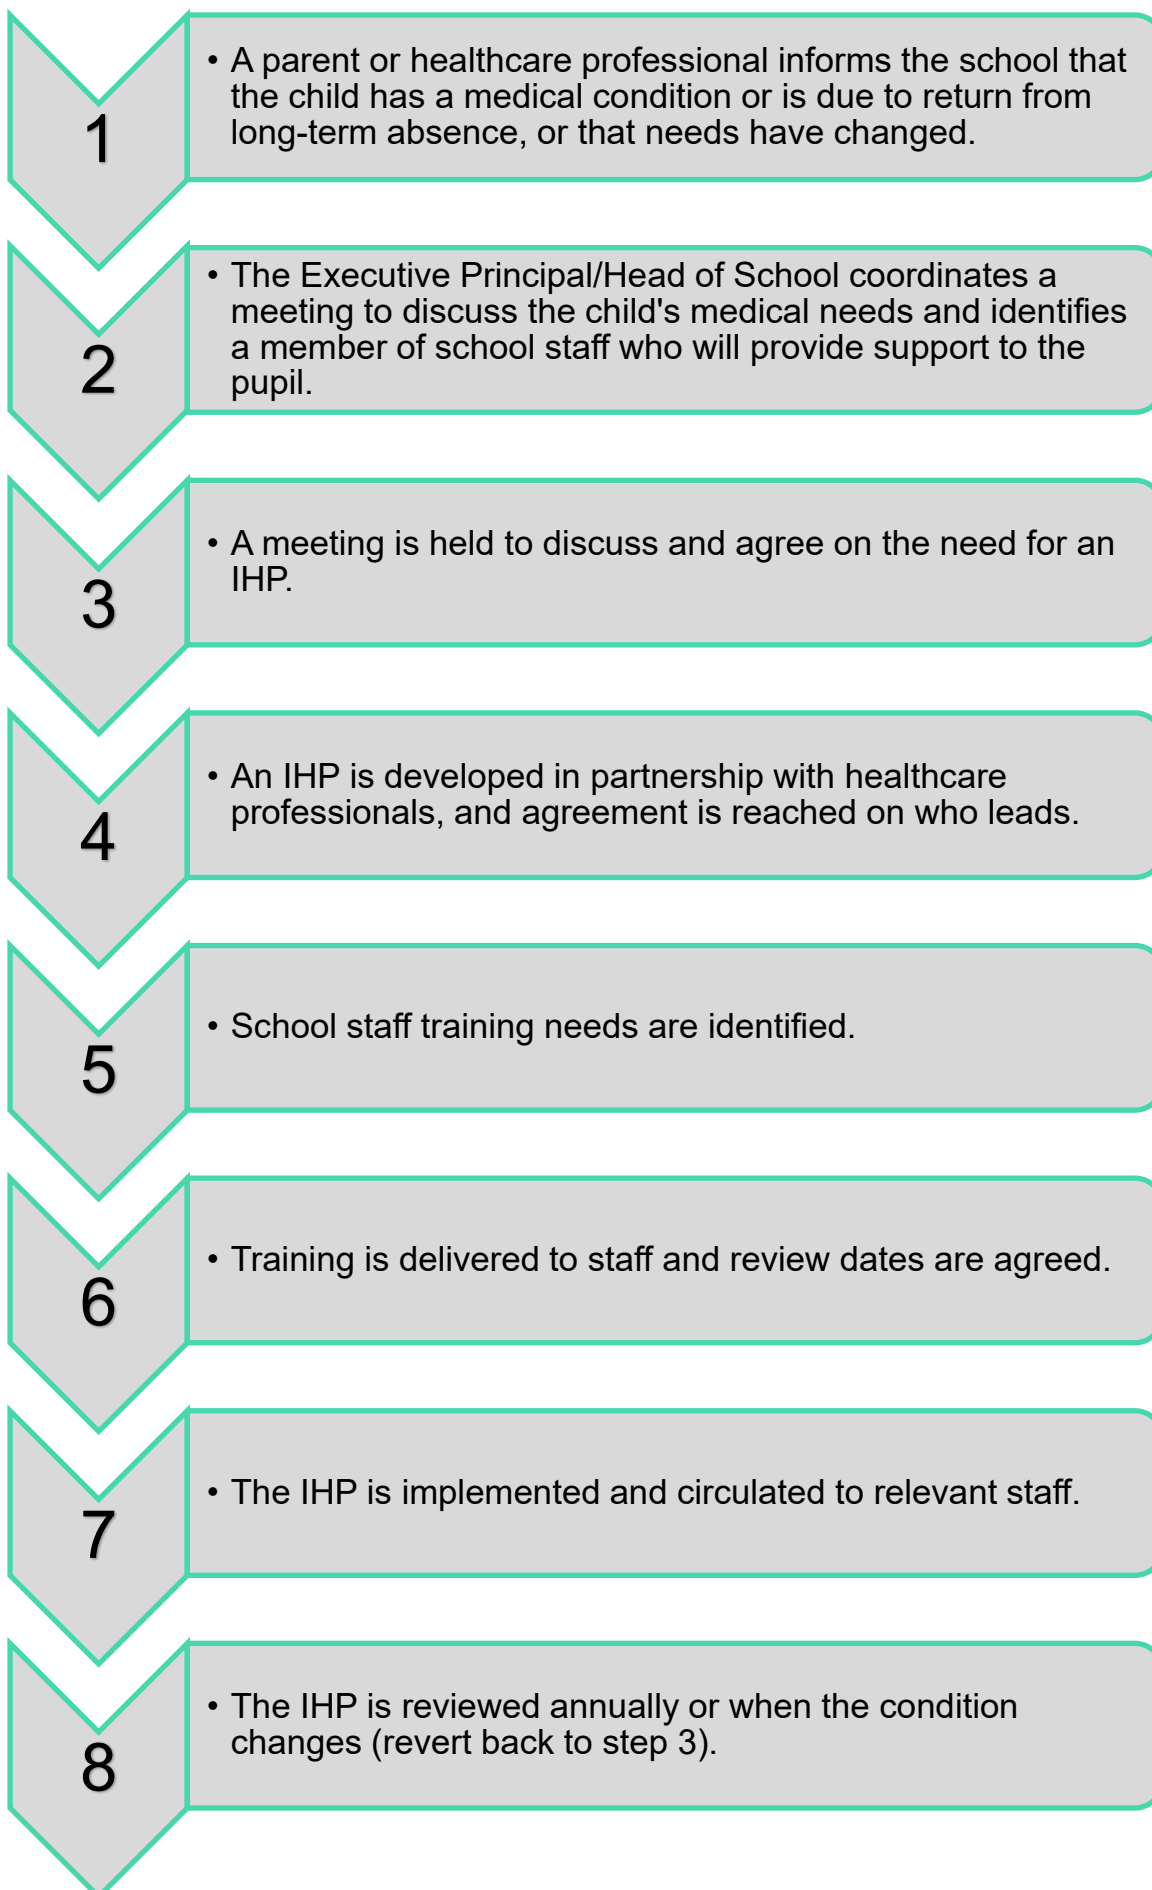 1
• A parent or healthcare professional informs the school that
the child has a medical condition or is due to return from
long-term absence, or that needs have changed.
2
• The Executive Principal/Head of School coordinates a
meeting to discuss the child's medical needs and identifies
a member of school staff who will provide support to the
pupil.
3
• A meeting is held to discuss and agree on the need for an
IHP.
4
• An IHP is developed in partnership with healthcare
professionals, and agreement is reached on who leads.
5
• School staff training needs are identified.
6
• Training is delivered to staff and review dates are agreed.
7
• The IHP is implemented and circulated to relevant staff.
8
• The IHP is reviewed annually or when the condition
changes (revert back to step 3).